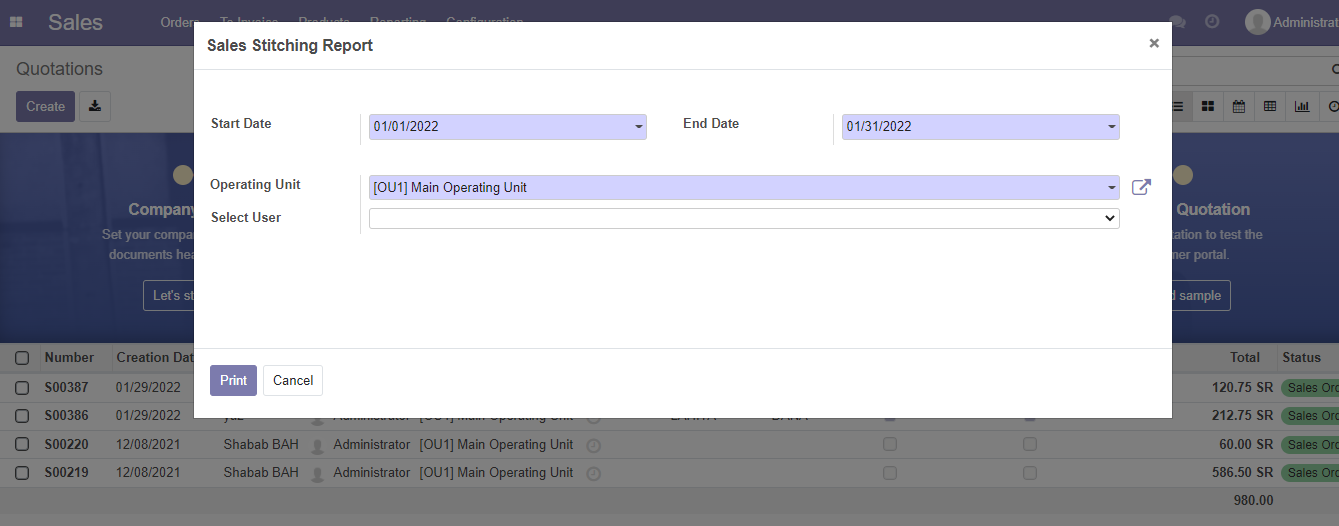 Sales Orders To Invoice Products Reporting Configuration Administrat
Sales Stitching Report ×
Quotations
Create
Start Date 01/01/2022 End Date 01/31/2022
Operating Unit [OU1] Main Operating Unit
Select User
Company Quotation
Set your compa tation to test the
documents hea ner portal.
Let's st d sample
Print Cancel
Number Creation Dat Total Status
S00387 01/29/2022 120.75 SR Sales Ord
S00386 01/29/2022 Administrator [OU1] Main Operating Unit 212.75 SR Sales Ord
S00220 12/08/2021 Shabab BAH Administrator [OU1] Main Operating Unit 60.00 SR Sales Ord
S00219 12/08/2021 Shabab BAH Administrator [OU1] Main Operating Unit 586.50 SR Sales Ord
980.00